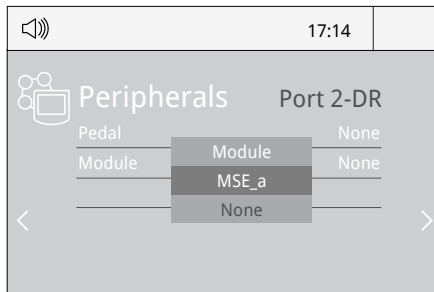 17:14
Peripherals Port 2-DR
Pedal None
Module
Module None
MSE_a
None